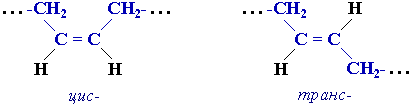 ...-CH₂ CH₂-... ...-CH₂ H
C = C C = C
H H H CH₂-...
цис- транс-